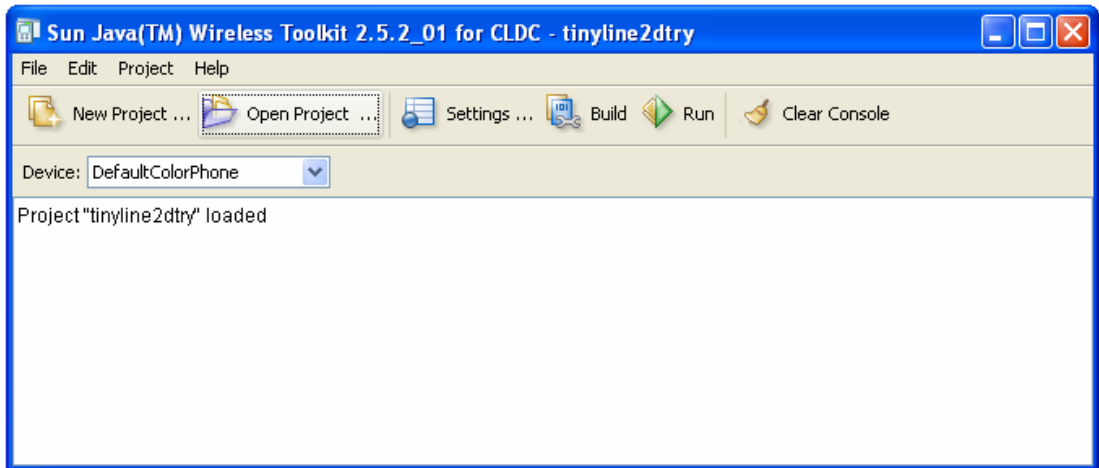 Sun Java(TM) Wireless Toolkit 2.5.2_01 for CLDC - tinyline2dtry
File Edit Project Help
New Project ... Open Project ... Settings ... Build Run Clear Console
Device: DefaultColorPhone
Project "tinyline2dtry" loaded